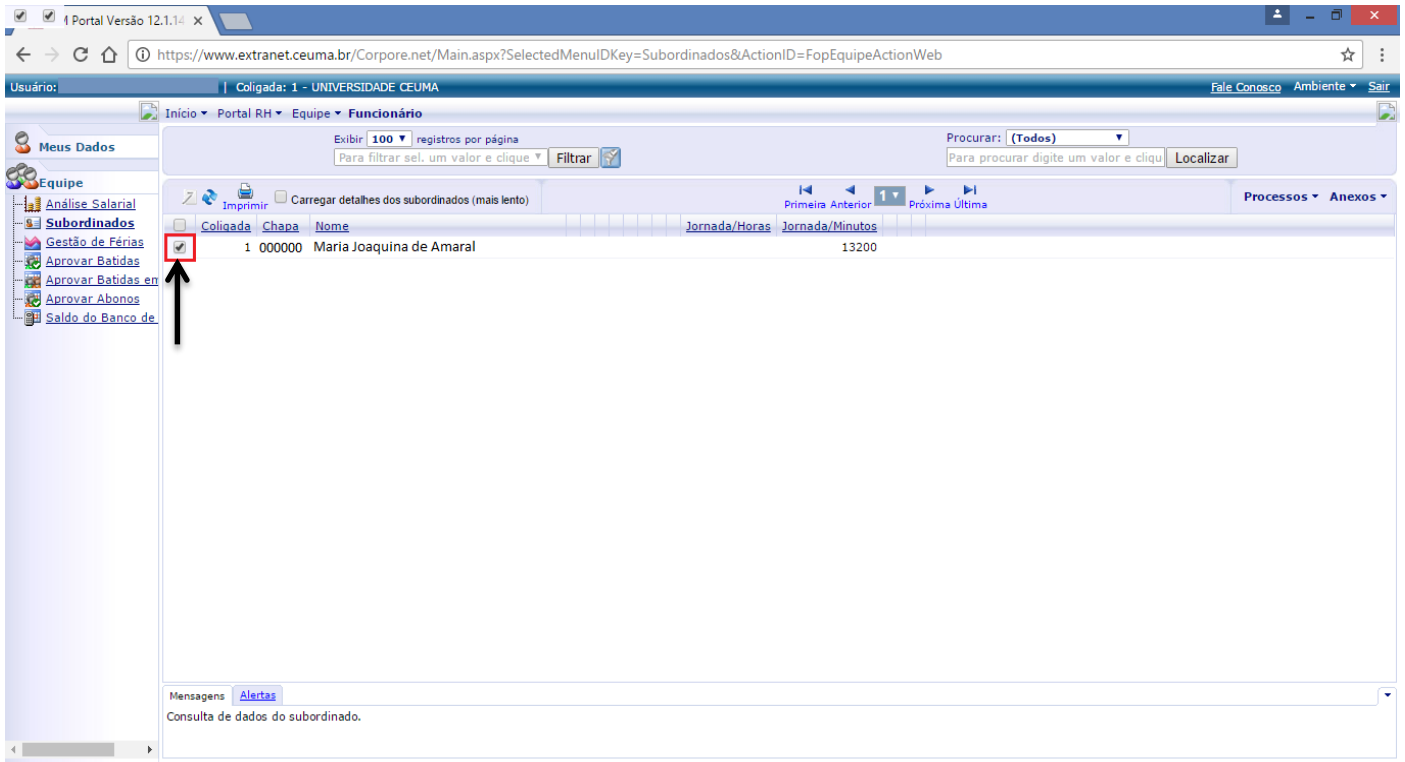 M Portal Versão 12.1.14
https://www.extranet.ceuma.br/Corpore.net/Main.aspx?SelectedMenuIDKey=Subordinados&ActionID=FopEquipeActionWeb
Usuário: | Coligada: 1 - UNIVERSIDADE CEUMA Fale Conosco Ambiente Sair
Início Portal RH Equipe Funcionário
Meus Dados
Equipe
Análise Salarial
Subordinados
Gestão de Férias
Aprovar Batidas
Aprovar Batidas em
Aprovar Abonos
Saldo do Banco de
Exibir 100 registros por página
Para filtrar sel. um valor e clique Filtrar
Procurar: (Todos)
Para procurar digite um valor e cliqu Localizar
Imprimir Carregar detalhes dos subordinados (mais lento)
Primeira Anterior 1 Próxima Última
Processos Anexos
Coligada Chapa Nome Jornada/Horas Jornada/Minutos
1 000000 Maria Joaquina de Amaral 13200
Mensagens Alertas
Consulta de dados do subordinado.